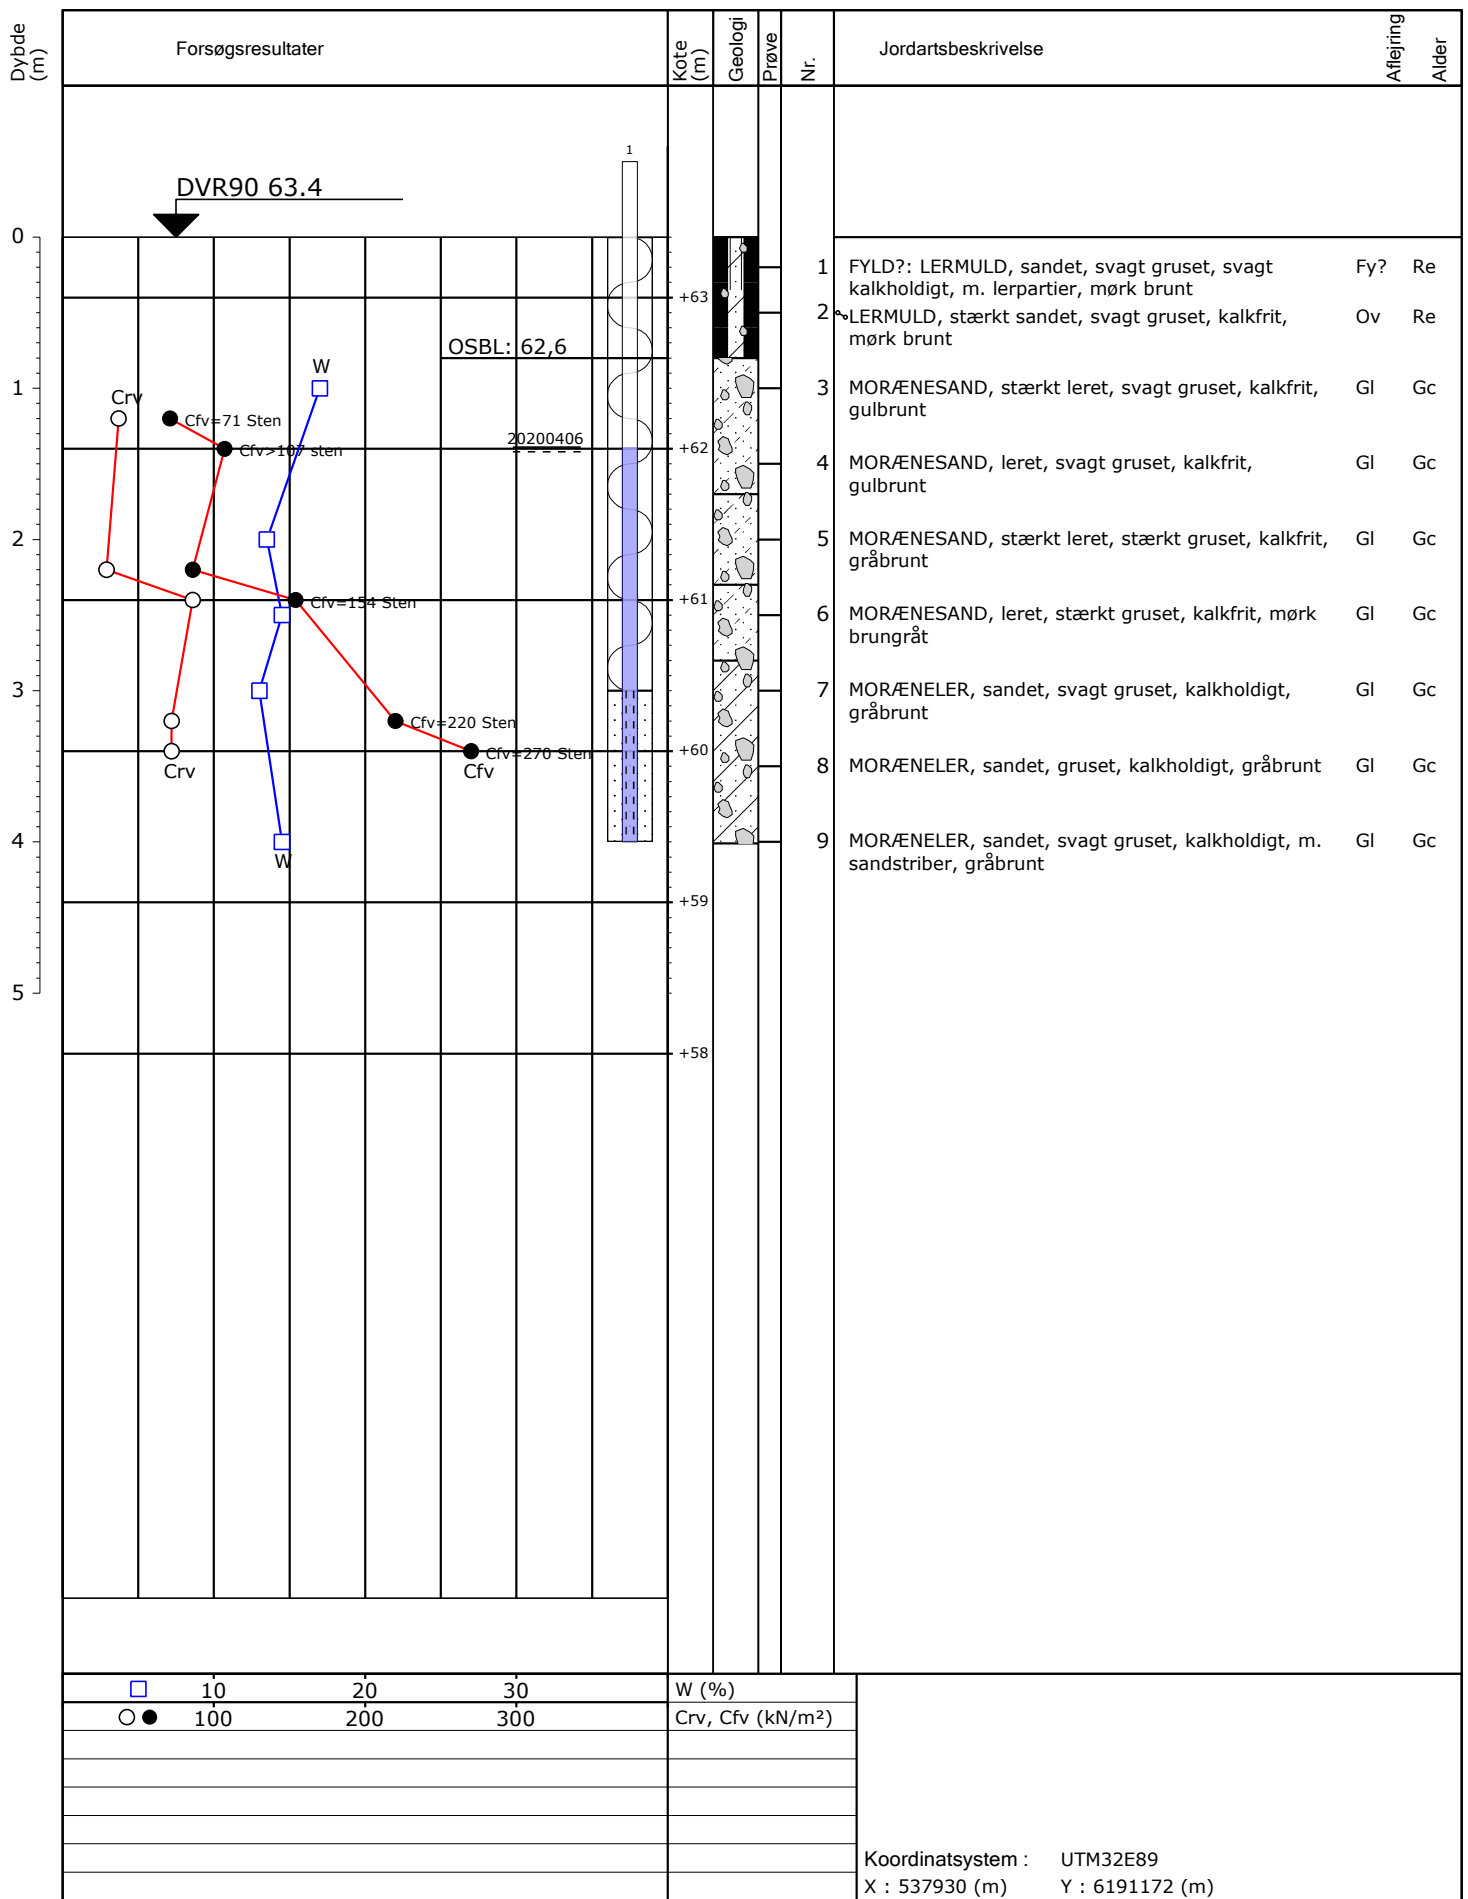 Dybde
(m)
Forsøgsresultater
Kote
(m)
Geologi
Prøve
Nr.
Jordartsbeskrivelse
Aflejring
Alder
1
DVR90 63.4
0
1 FYLD?: LERMULD, sandet, svagt gruset, svagt Fy? Re
kalkholdigt, m. lerpartier, mørk brunt
+63
2 LERMULD, stærkt sandet, svagt gruset, kalkfrit, Ov Re
mørk brunt
OSBL: 62,6
W
1
3 MORÆNESAND, stærkt leret, svagt gruset, kalkfrit, Gl Gc
gulbrunt
Crv
Cfv=71 Sten
20200406
Cfv>107 sten
+62
4 MORÆNESAND, leret, svagt gruset, kalkfrit, Gl Gc
gulbrunt
2
5 MORÆNESAND, stærkt leret, stærkt gruset, kalkfrit, Gl Gc
gråbrunt
Cfv=154 Sten
+61
6 MORÆNESAND, leret, stærkt gruset, kalkfrit, mørk Gl Gc
brungråt
3
7 MORÆNELER, sandet, svagt gruset, kalkholdigt, Gl Gc
gråbrunt
Cfv=220 Sten
Cfv=270 Sten
+60
Crv
Cfv
8 MORÆNELER, sandet, gruset, kalkholdigt, gråbrunt Gl Gc
4
9 MORÆNELER, sandet, svagt gruset, kalkholdigt, m. Gl Gc
sandstriber, gråbrunt
W
+59
5
+58
10 20 30 W (%)
100 200 300 Crv, Cfv (kN/m²)
Koordinatsystem : UTM32E89
X : 537930 (m) Y : 6191172 (m)